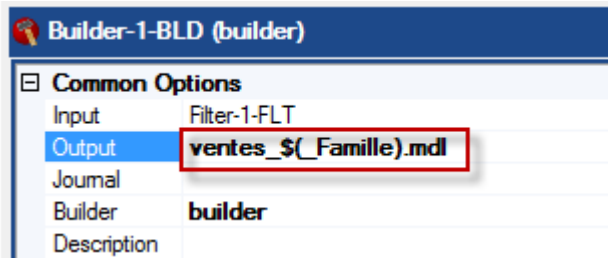 Builder-1-BLD (builder)
Common Options
Input Filter-1-FLT
Output ventes_$(_Famille).mdl
Journal
Builder builder
Description